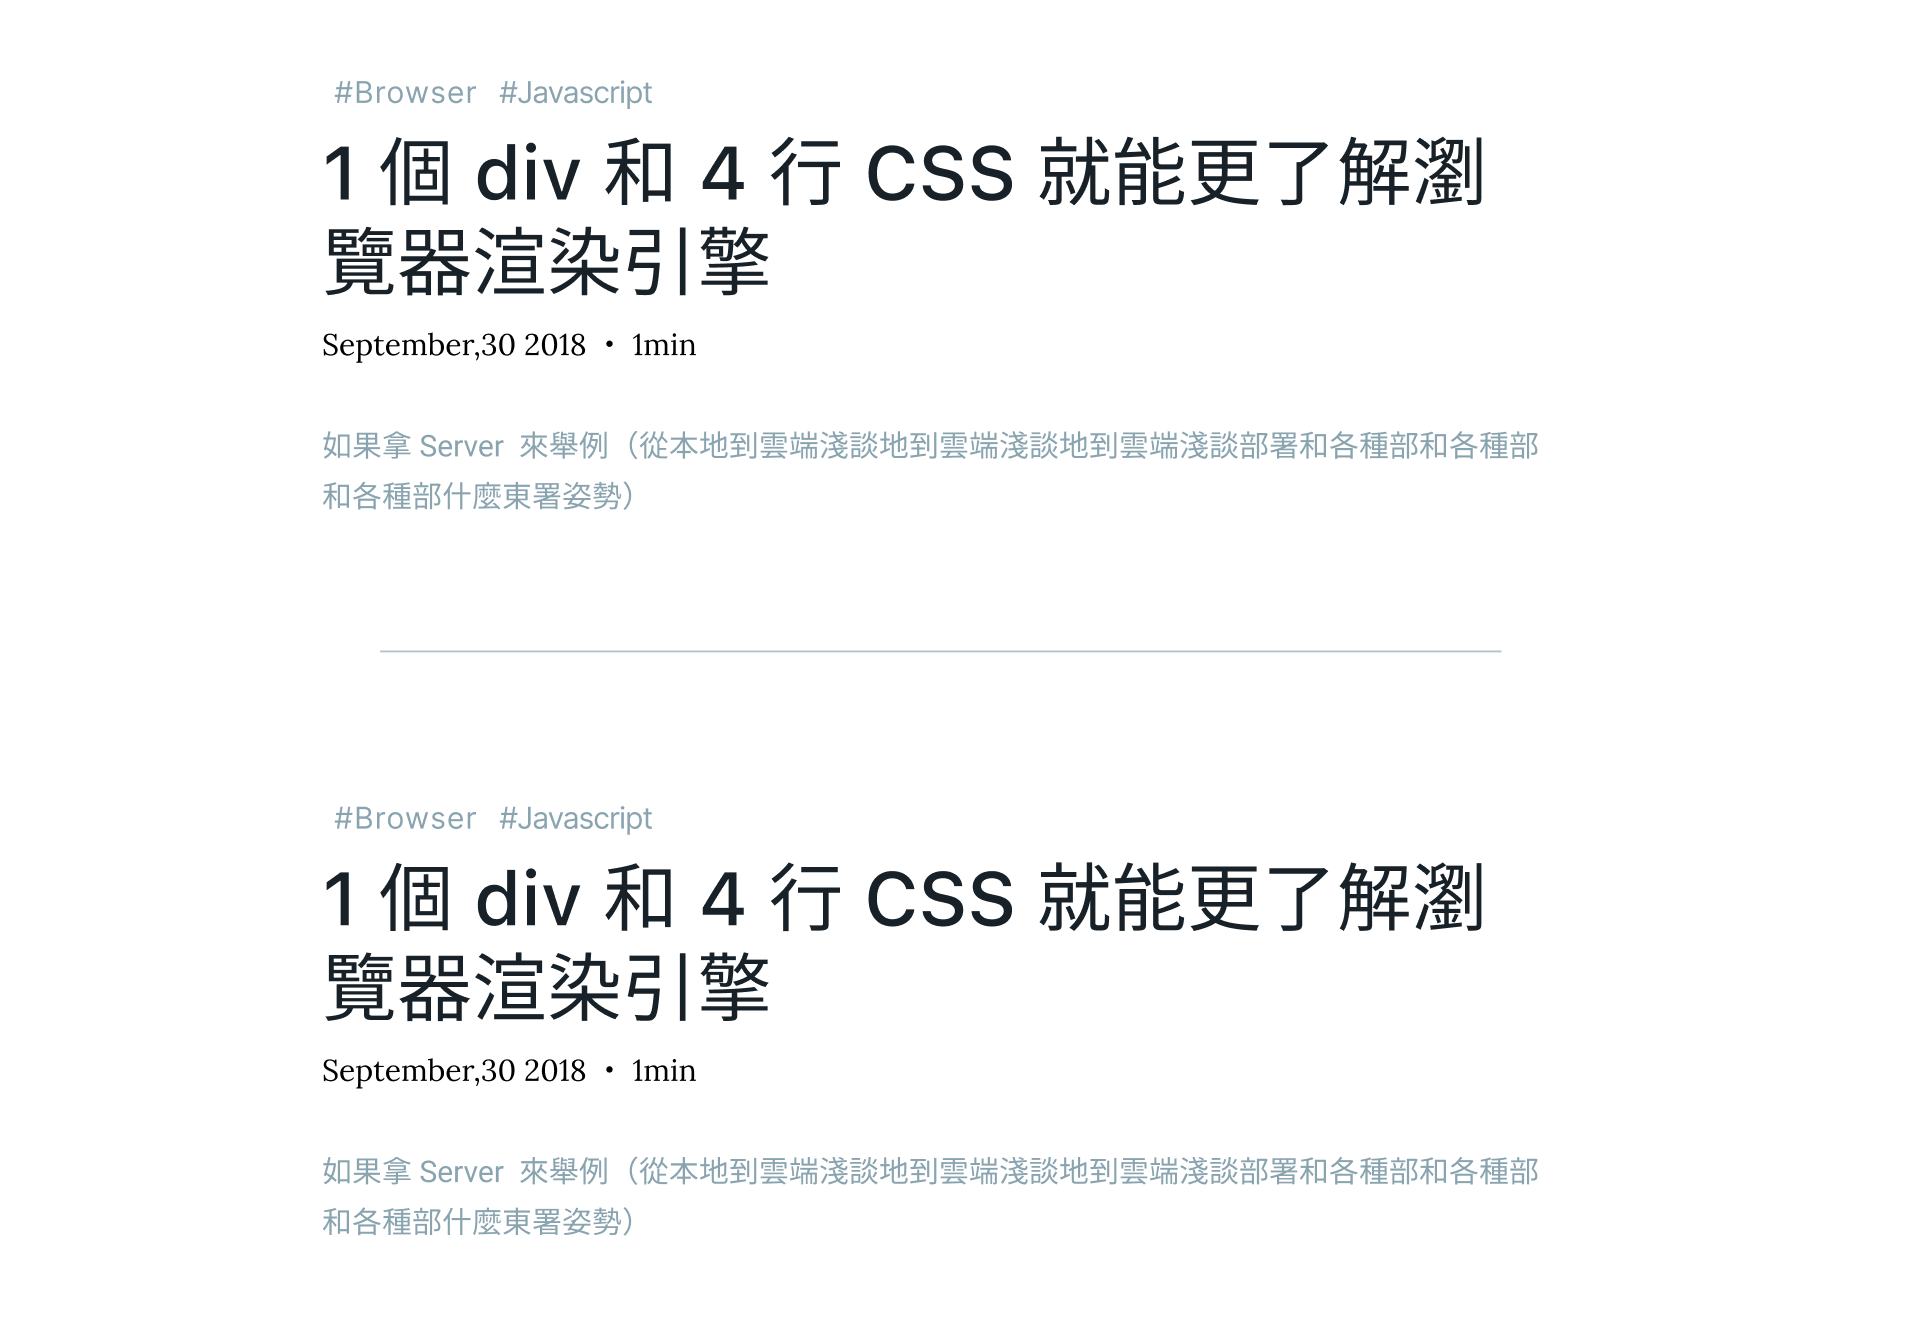 #Browser #Javascript
1 個 div 和 4 行 CSS 就能更了解瀏
覽器渲染引擎
September,30 2018 • 1min
如果拿 Server 來舉例（從本地到雲端淺談地到雲端淺談地到雲端淺談部署和各種部和各種部
和各種部什麼東署姿勢）
#Browser #Javascript
1 個 div 和 4 行 CSS 就能更了解瀏
覽器渲染引擎
September,30 2018 • 1min
如果拿 Server 來舉例（從本地到雲端淺談地到雲端淺談地到雲端淺談部署和各種部和各種部
和各種部什麼東署姿勢）